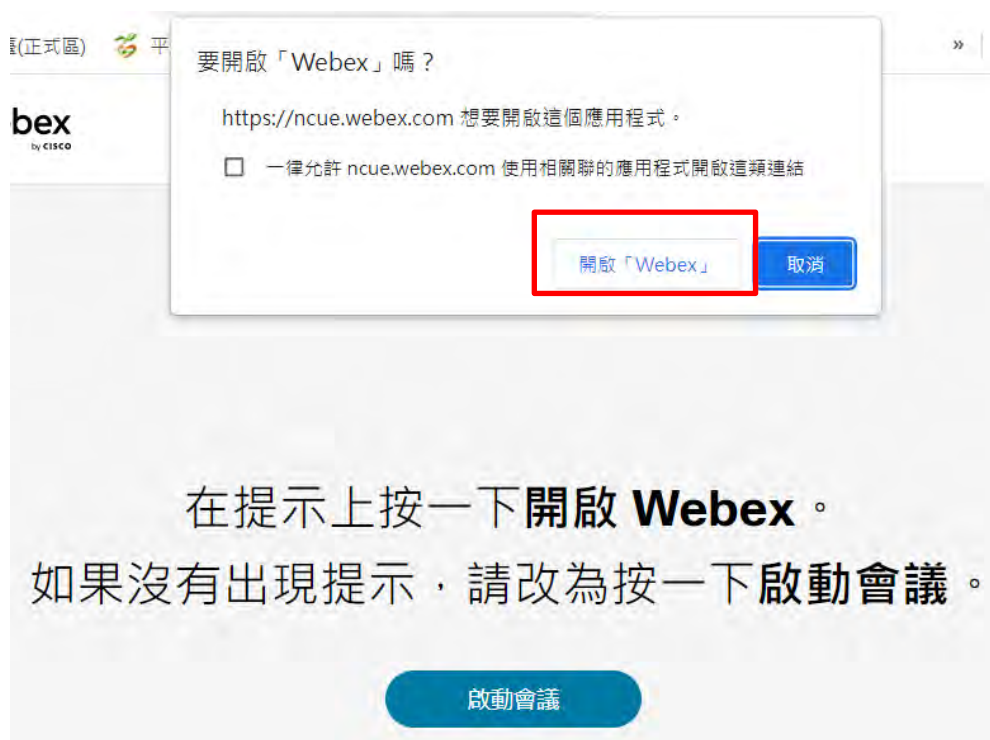 (正式區) 平
»
要開啟「Webex」嗎？
https://ncue.webex.com 想要開啟這個應用程式。
bex
by CISCO
一律允許 ncue.webex.com 使用相關聯的應用程式開啟這類連結
開啟「Webex」 取消
在提示上按一下開啟 Webex。
如果沒有出現提示，請改為按一下啟動會議。
啟動會議